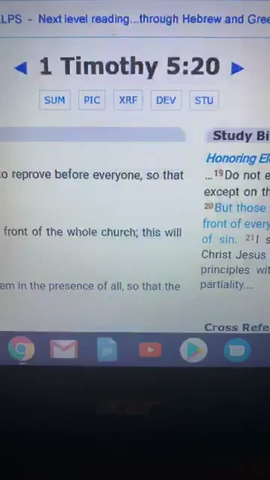 LPS - Next level reading...through Hebrew and Gree
1 Timothy 5:20
SUM PIC XRF DEV STU
o reprove before everyone, so that
front of the whole church; this will
em in the presence of all, so that the
Study Bi
Honoring El
...19Do not e
except on th
20But those
front of every
of sin. 21I s
Christ Jesus
principles wit
partiality....
Cross Refe
acer